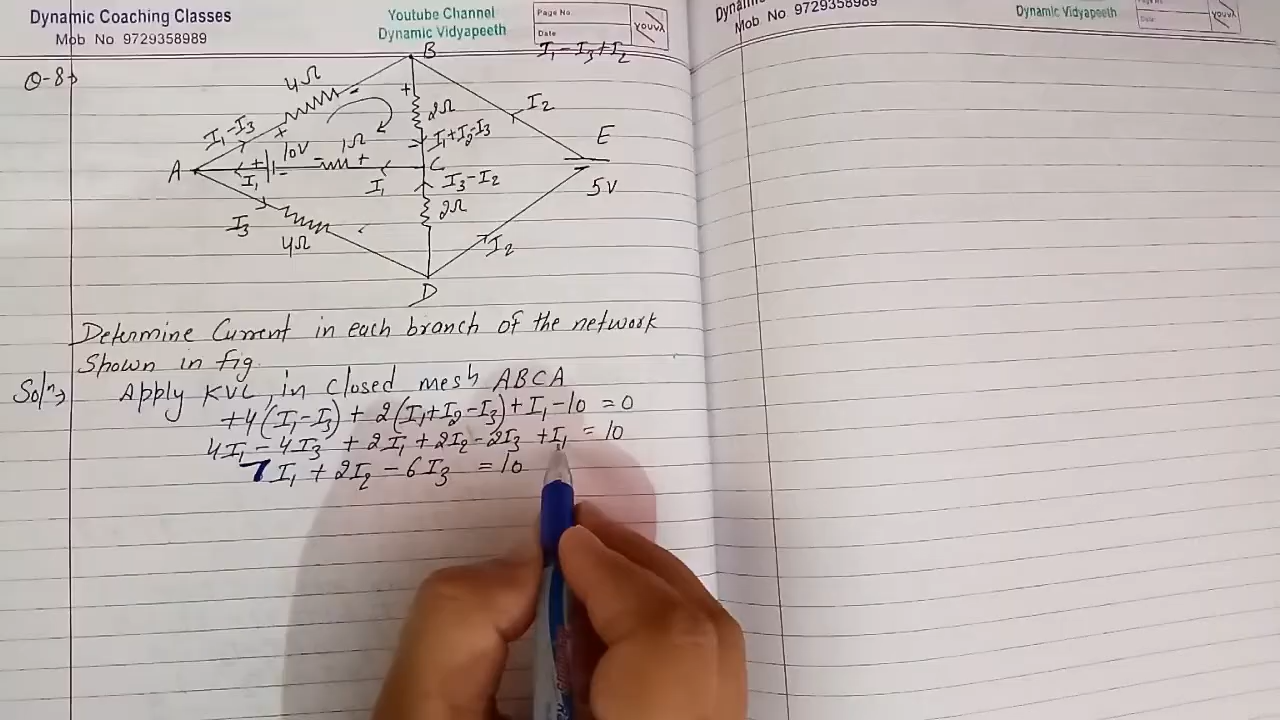 Dynamic Coaching Classes
Mob No 9729358989
Youtube Channel
Dynamic Vidyapeeth
Page No.
Date
YOUVA
I₁-I₃+I₂
Q-8⇒
B
4Ω
+
-
+
2Ω
I₂
I₁-I₃
E
I₁+I₂-I₃
10V
1Ω
- +
A
+
-
C
I₁
I₁
I₃-I₂
5V
I₃
2Ω
4Ω
I₂
D
Determine Current in each branch of the network
Shown in fig.
Solⁿ⇒ Apply KVL, in closed mesh ABCA
+4(I₁-I₃) + 2(I₁+I₂-I₃)+I₁-10 = 0
4I₁-4I₃ + 2I₁+2I₂-2I₃ +I₁ = 10
7I₁ + 2I₂ - 6I₃ = 10
Mob No 9729358989
Dynamic Vidyapeeth
Date
YOUVA